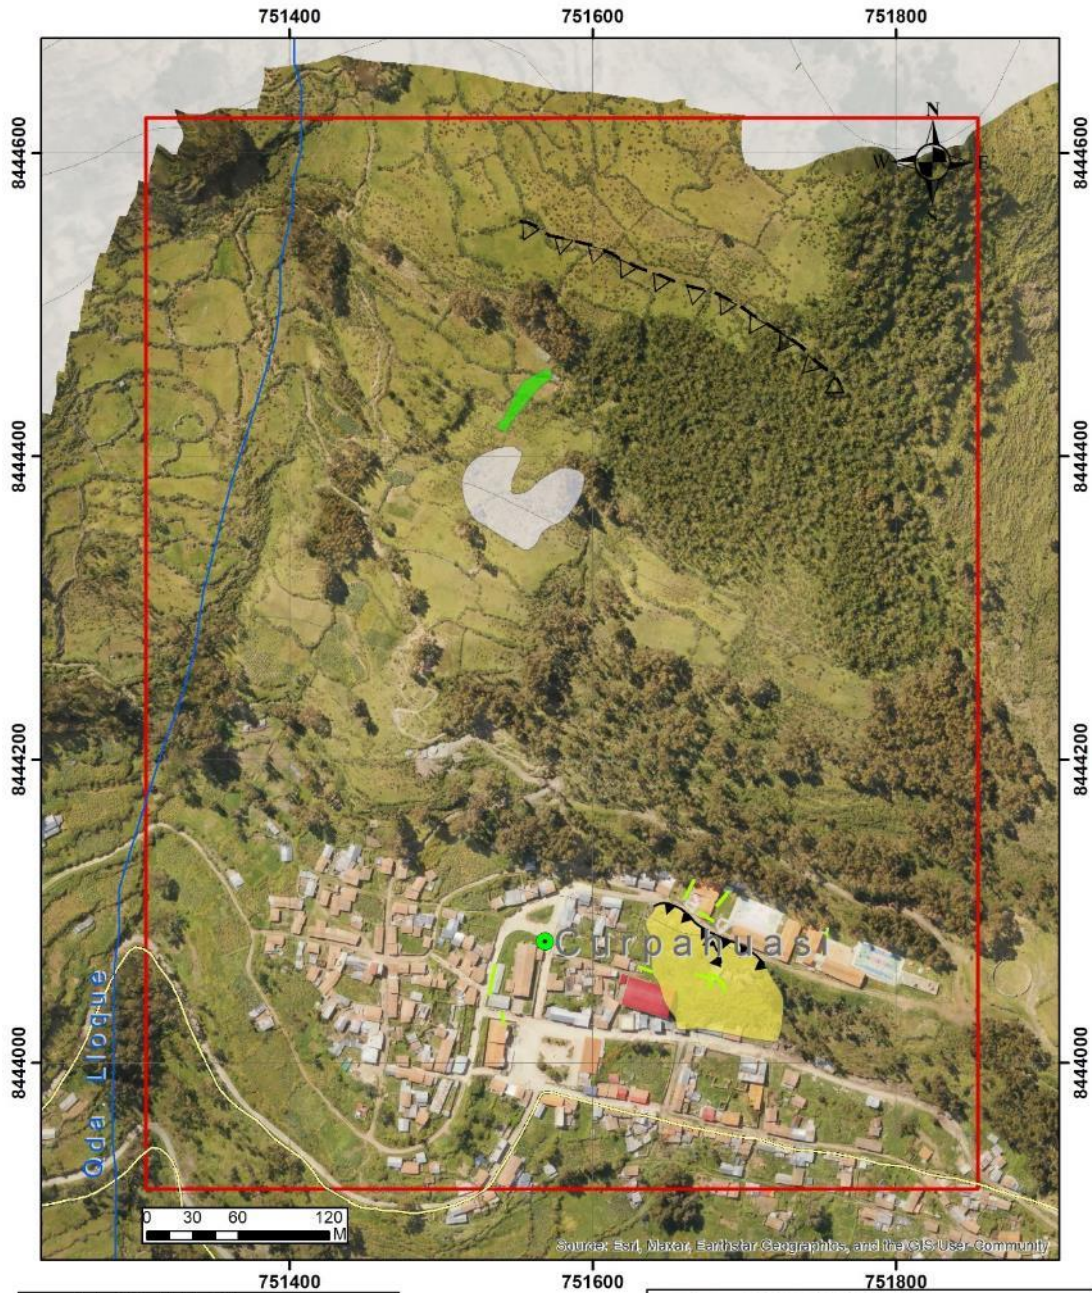 751400 751600 751800
N
W E
S
8444600 8444600
8444400 8444400
8444200 8444200
Curpahuasi
8444000 8444000
Qda Lloque
0 30 60 120
M
Source: Esri, Maxar, Earthstar Geographics, and the GIS User Community
751400 751600 751800